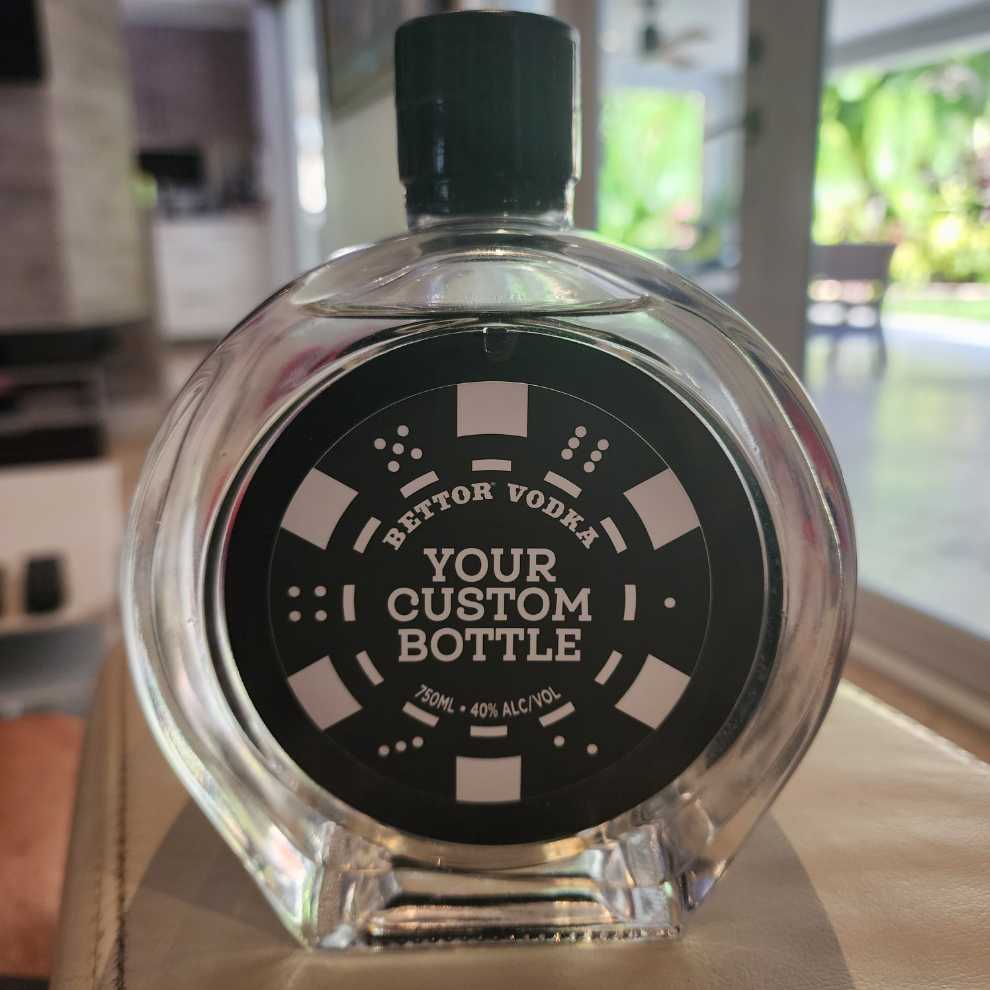 BETTOR® VODKA
YOUR
CUSTOM
BOTTLE
750ML • 40% ALC/VOL